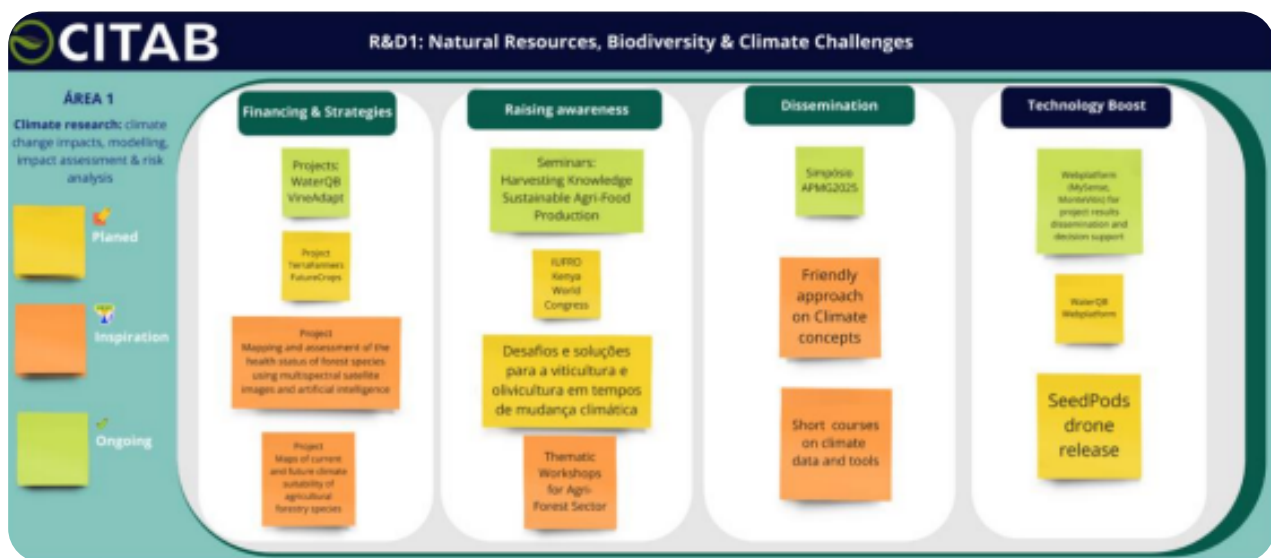 CITAB
R&D1: Natural Resources, Biodiversity & Climate Challenges
ÁREA 1
Climate research: climate
change impacts, modelling,
impact assessment & risk
analysis
Planed
Inspiration
Ongoing
Financing & Strategies
Projects:
WaterQB
VineAdapt
Project
TerraFarmers
FutureCrops
Project
Mapping and assessment of the
health status of forest species
using multispectral satellite
images and artificial intelligence
Project
Maps of current
and future climate
suitability of
agricultural
forestry species
Raising awareness
Seminars:
Harvesting Knowledge
Sustainable Agri-Food
Production
IUFRO
Kenya
World
Congress
Desafios e soluções
para a viticultura e
olivicultura em tempos
de mudança climática
Thematic
Workshops
for Agri-
Forest Sector
Dissemination
Simpósio
APMG2025
Friendly
approach
on Climate
concepts
Short courses
on climate
data and tools
Technology Boost
Webplatform
(MySense,
for
project results
dissemination and
decision support
WaterQB
Webplatform
SeedPods
drone
release